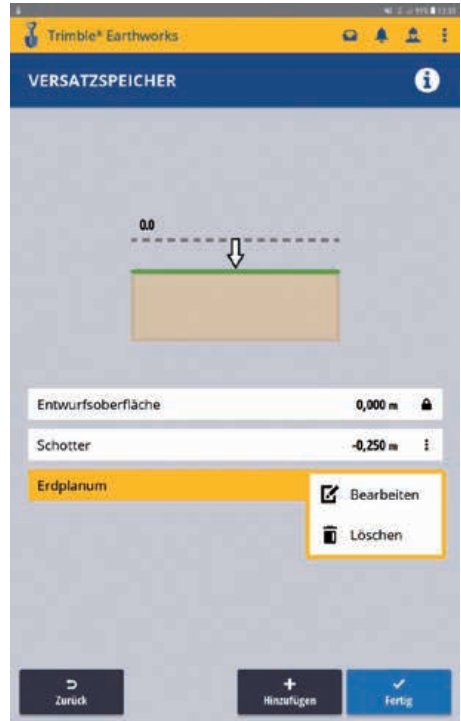 Trimble® Earthworks
VERSATZSPEICHER
0.0
Entwurfsoberfläche 0,000 m
Schotter -0,250 m
Erdplanum
Bearbeiten
Löschen
Zurück
Hinzufügen
Fertig